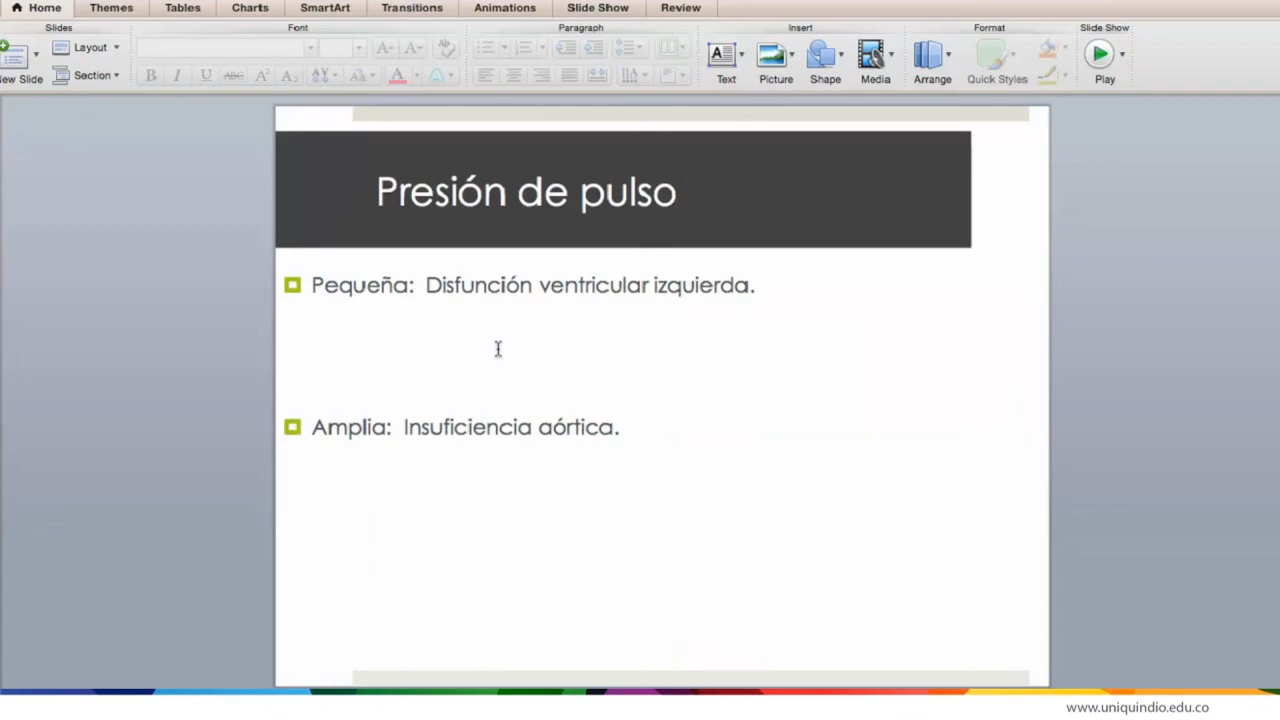 Home Themes Tables Charts SmartArt Transitions Animations Slide Show Review
Slides Font Paragraph Insert Format Slide Show
Layout
New Slide Section
Text Picture Shape Media Arrange Quick Styles Play
Presión de pulso
Pequeña: Disfunción ventricular izquierda.
Amplia: Insuficiencia aórtica.
www.uniquindio.edu.co